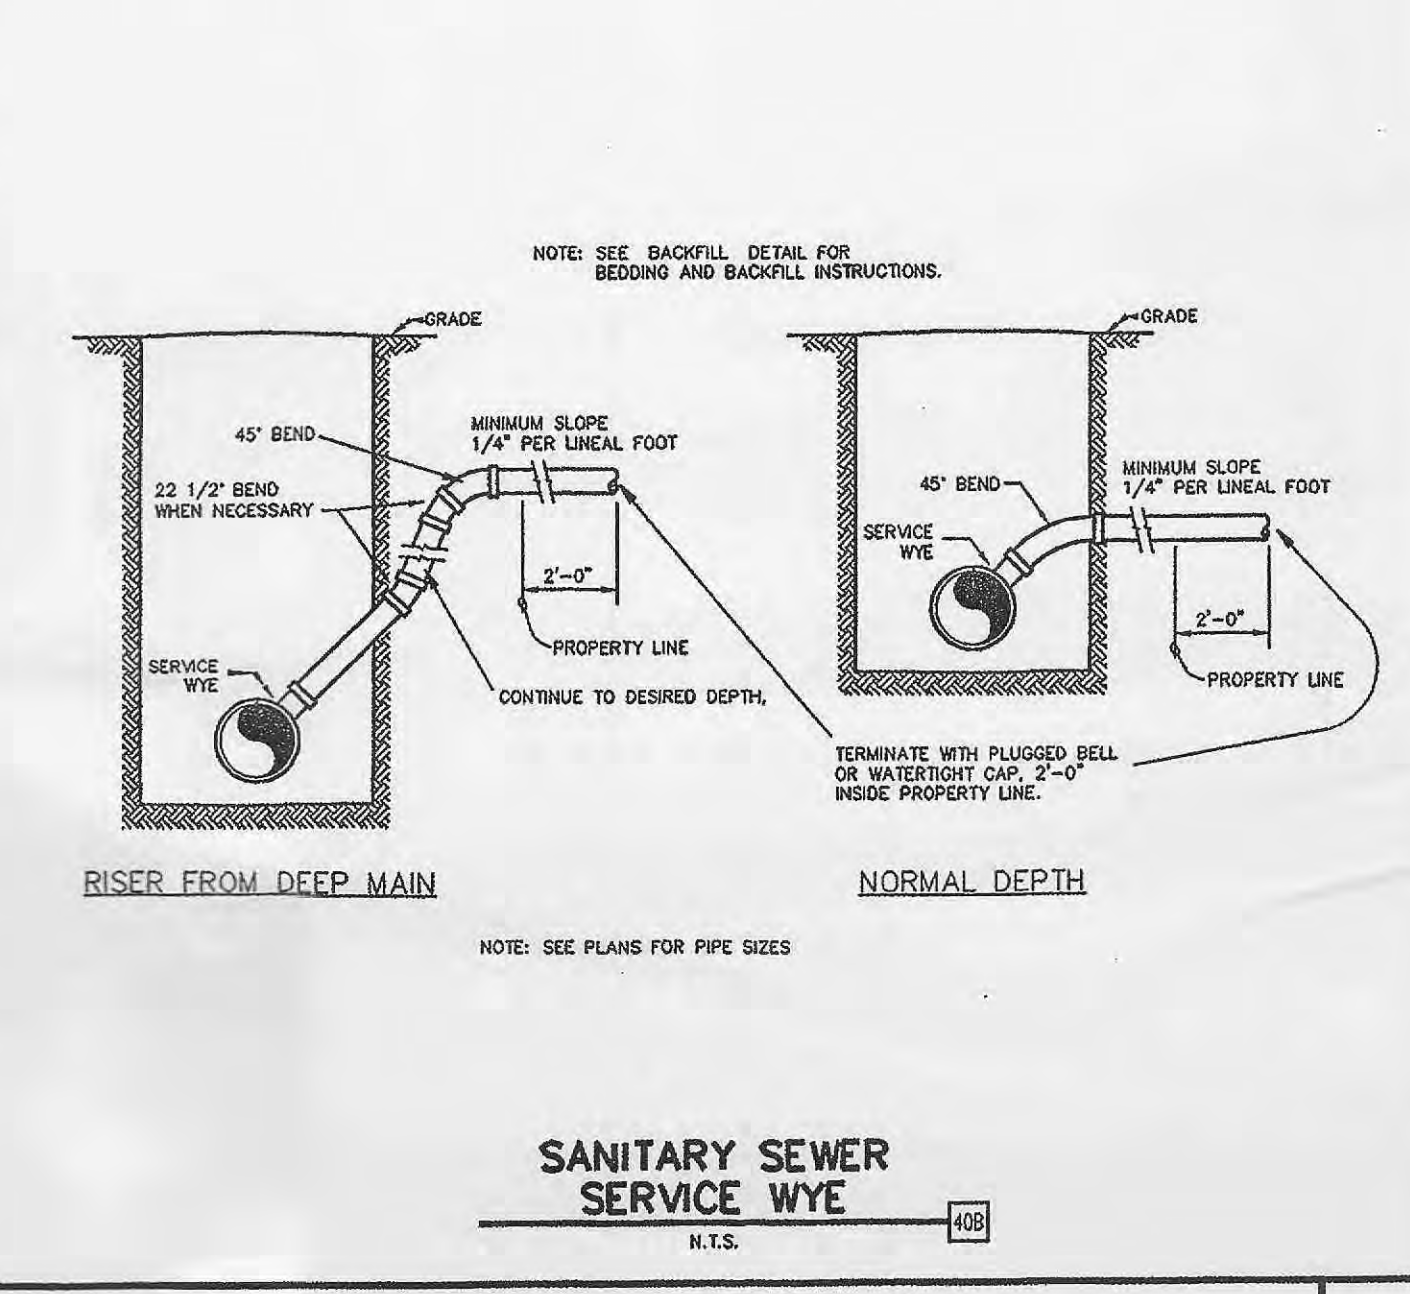 NOTE: SEE BACKFILL DETAIL FOR
BEDDING AND BACKFILL INSTRUCTIONS.
GRADE
45° BEND
22 1/2° BEND
WHEN NECESSARY
MINIMUM SLOPE
1/4" PER LINEAL FOOT
2'-0"
PROPERTY LINE
CONTINUE TO DESIRED DEPTH.
SERVICE
WYE
RISER FROM DEEP MAIN
GRADE
45° BEND
SERVICE
WYE
MINIMUM SLOPE
1/4" PER LINEAL FOOT
2'-0"
PROPERTY LINE
TERMINATE WITH PLUGGED BELL
OR WATERTIGHT CAP, 2'-0"
INSIDE PROPERTY LINE.
NORMAL DEPTH
NOTE: SEE PLANS FOR PIPE SIZES
SANITARY SEWER
SERVICE WYE
40B
N.T.S.